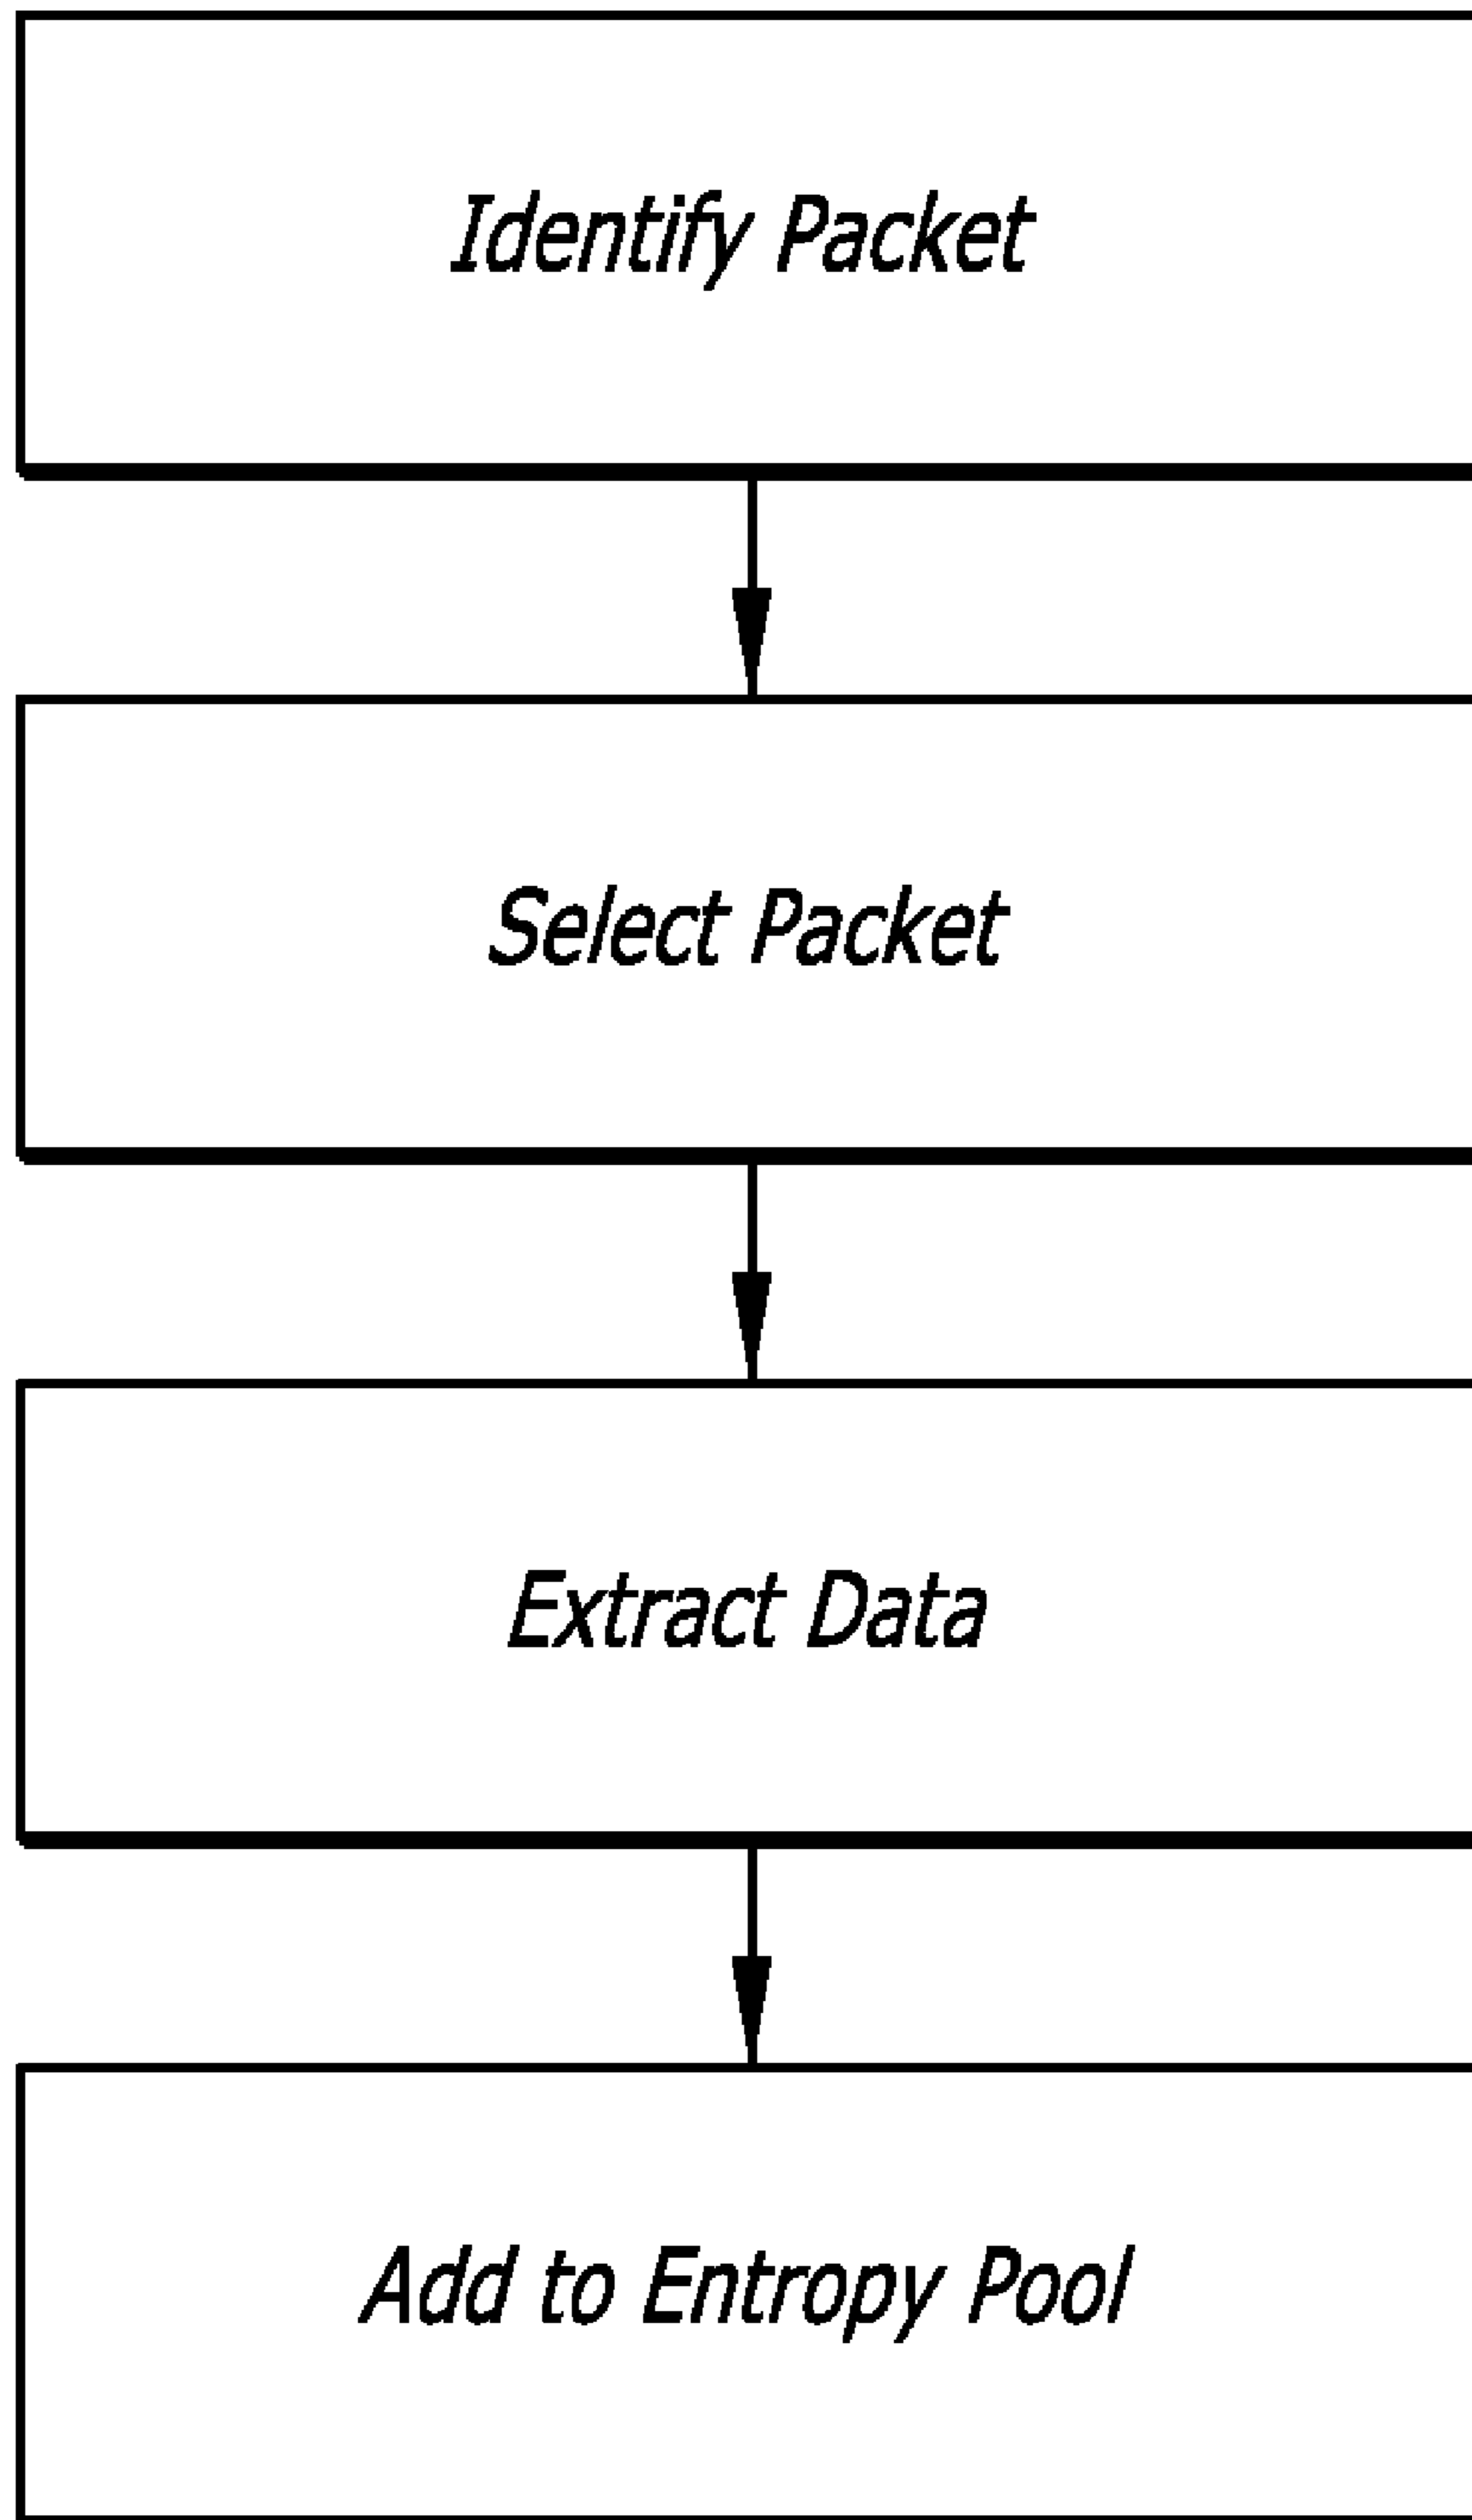 Identify Packet
Select Packet
Extract Data
Add to Entropy Pool